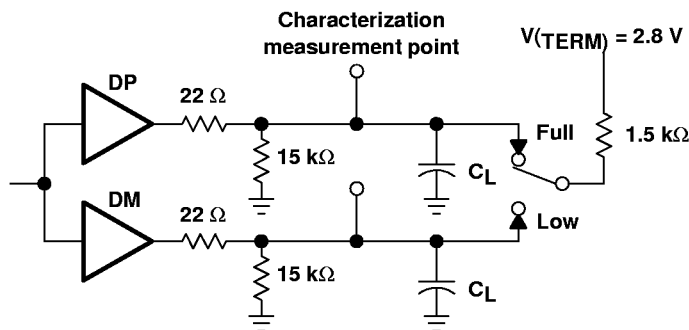 Characterization
measurement point
V(TERM) = 2.8 V
DP
22 Ω
Full
1.5 kΩ
15 kΩ
CL
DM
22 Ω
Low
15 kΩ
CL